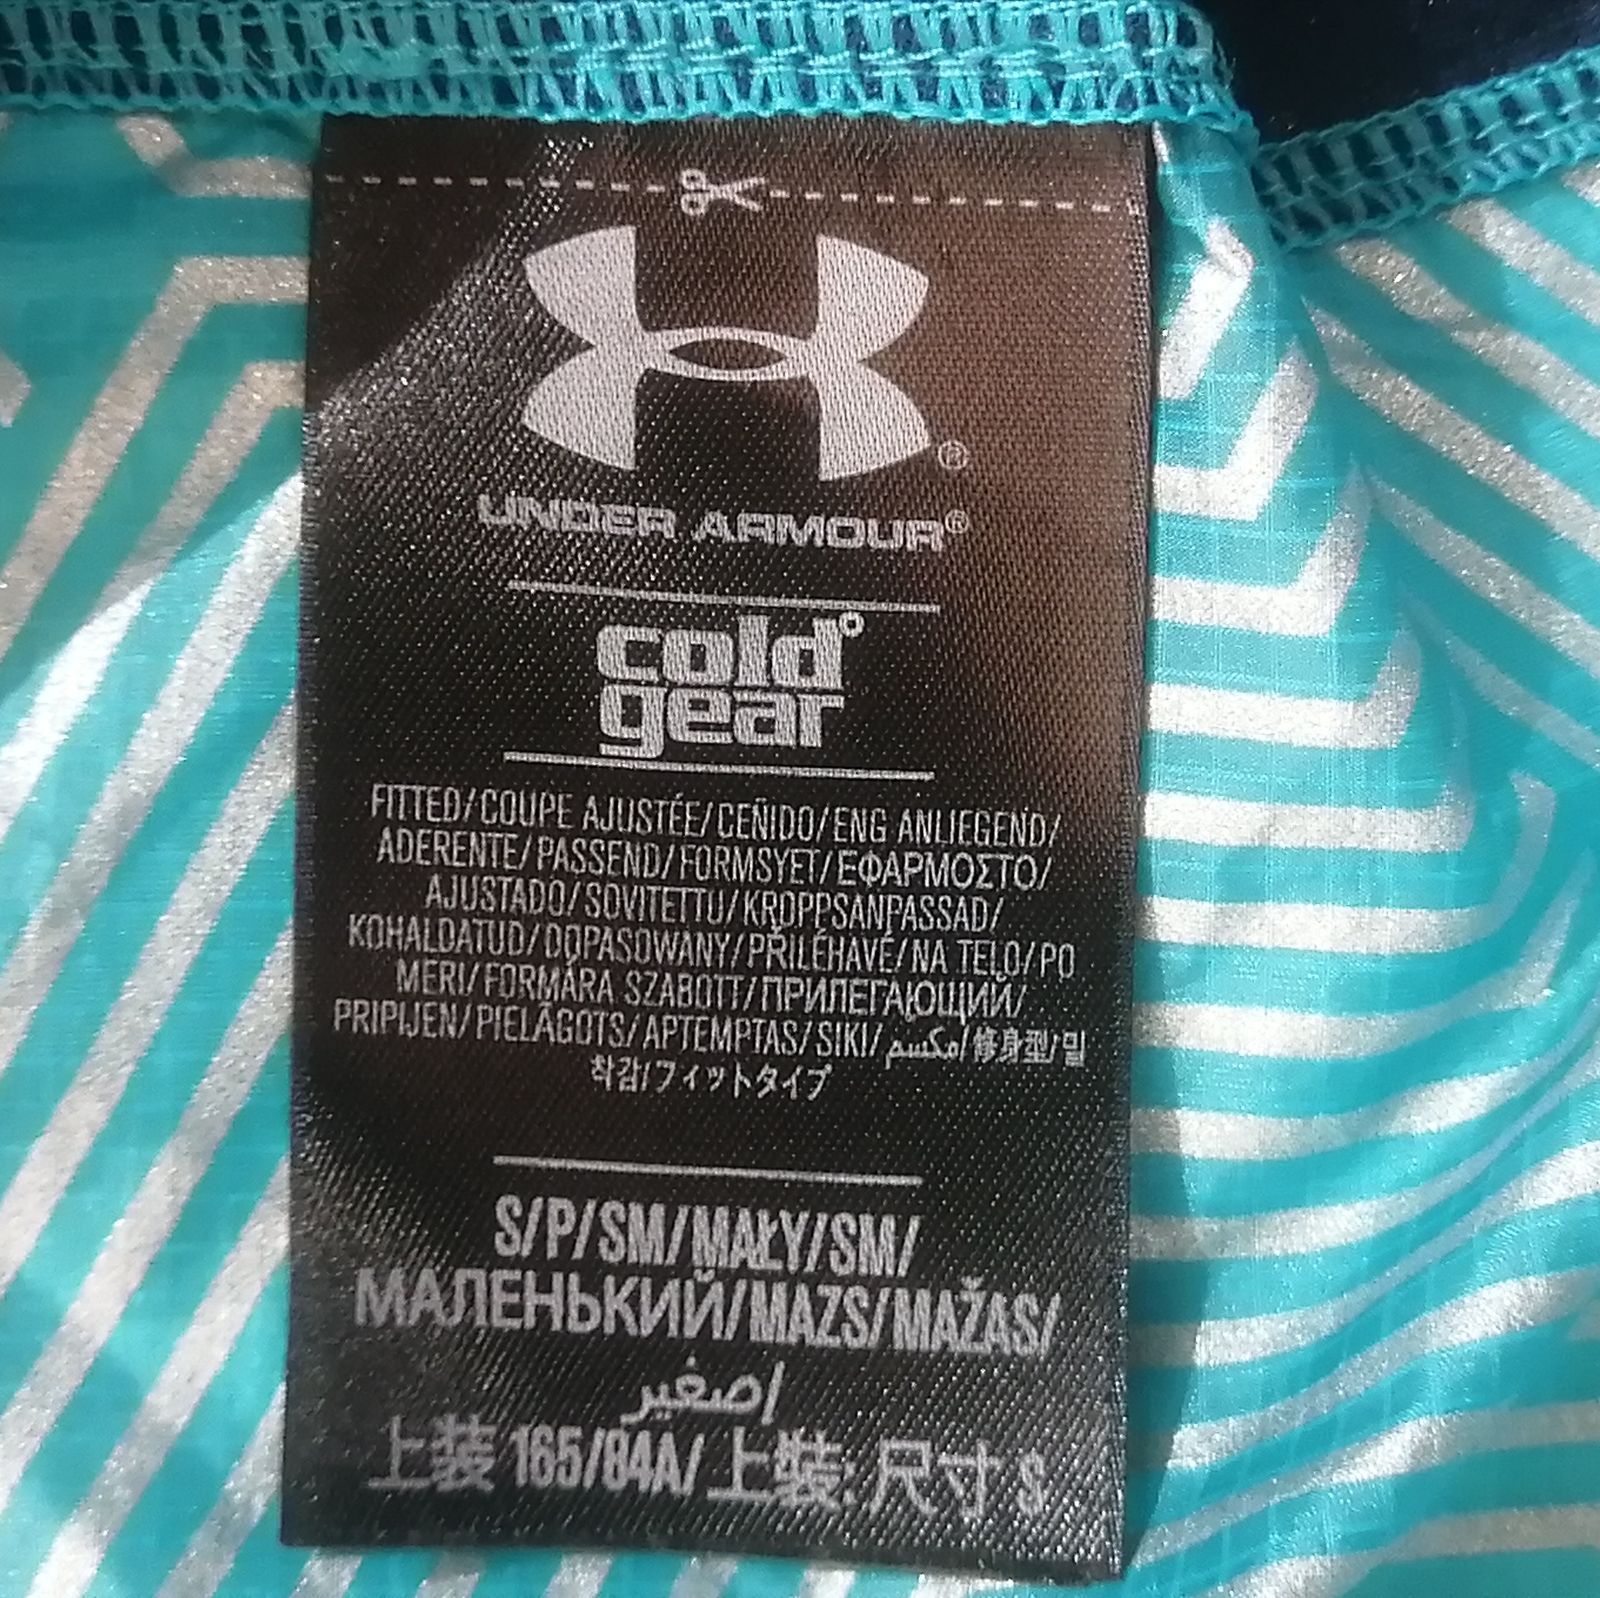 ®
UNDER ARMOUR®
cold°
gear
FITTED/COUPE AJUSTÉE/CEÑIDO/ENG ANLIEGEND/
ADERENTE/PASSEND/FORMSYET/ΕΦΑΡΜΟΣΤΟ/
AJUSTADO/SOVITETTU/KROPPSANPASSAD/
KOHALDATUD/DOPASOWANY/PŘILÉHAVÉ/NA TELO/PO
MERI/FORMÁRA SZABOTT/ПРИЛЕГАЮЩИЙ/
PRIPIJEN/PIELĀGOTS/APTEMPTAS/SIKI/مكسم/修身型/밀
착감/フィットタイプ
S/P/SM/MAŁY/SM/
МАЛЕНЬКИЙ/MAZS/MAŽAS/
صغير/
上装 165/84A/上裝: 尺寸 S